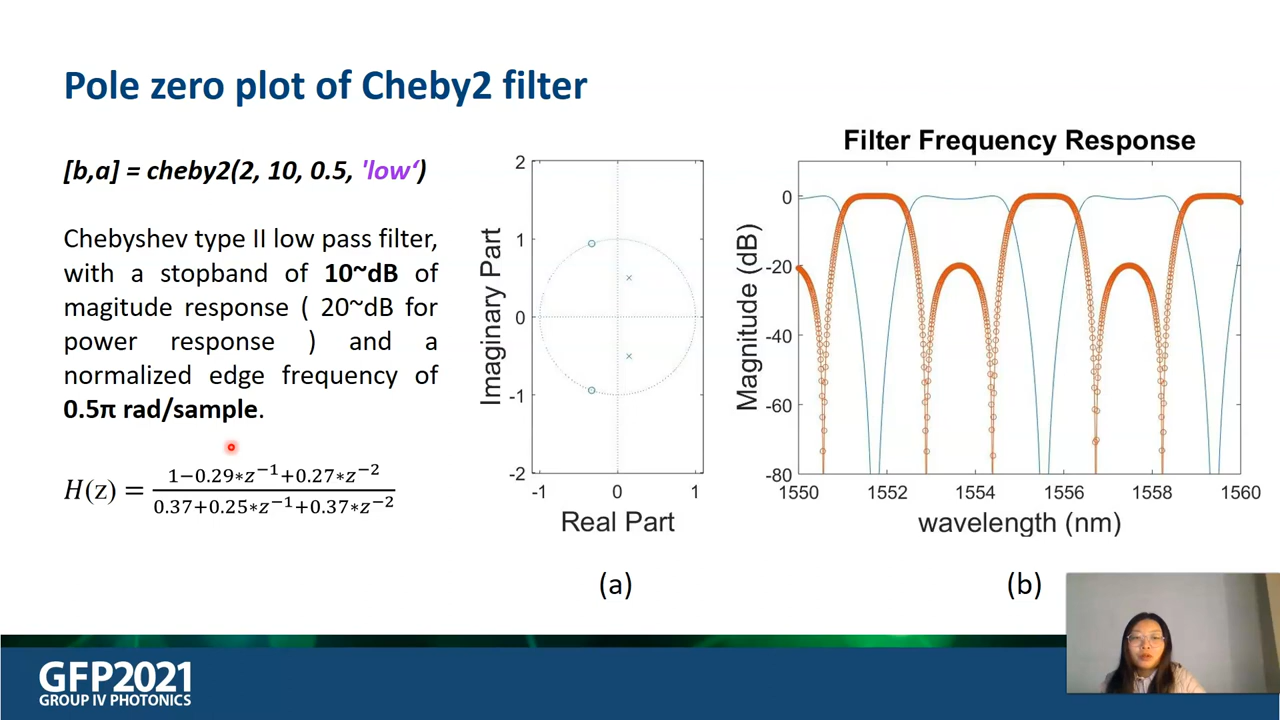 Pole zero plot of Cheby2 filter
[b,a] = cheby2(2, 10, 0.5, 'low‘)
Chebyshev type II low pass filter,
with a stopband of 10~dB of
magitude response ( 20~dB for
power response ) and a
normalized edge frequency of
0.5π rad/sample.
H(z) = (1−0.29∗z⁻¹+0.27∗z⁻²)/(0.37+0.25∗z⁻¹+0.37∗z⁻²)
2
1
0
-1
-2
Imaginary Part
-1 0 1
Real Part
(a)
Filter Frequency Response
0
-20
-40
-60
-80
Magnitude (dB)
1550 1552 1554 1556 1558 1560
wavelength (nm)
(b)
GFP2021
GROUP IV PHOTONICS